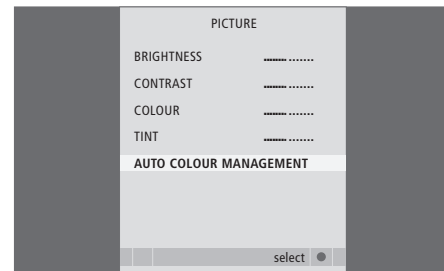 PICTURE
BRIGHTNESS ...............
CONTRAST ...............
COLOUR ...............
TINT ...............
AUTO COLOUR MANAGEMENT
select